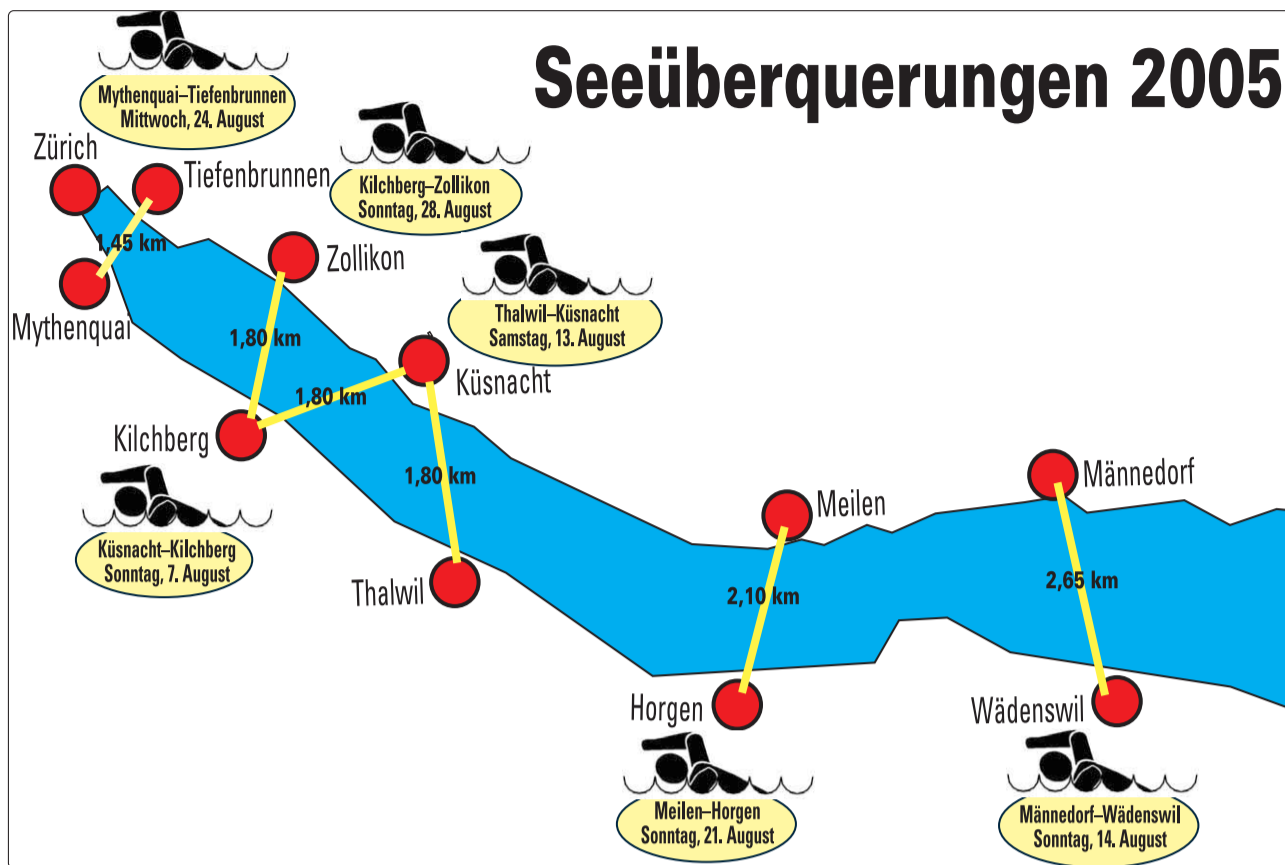 Seeüberquerungen 2005
Mythenquai–Tiefenbrunnen
Mittwoch, 24. August
Zürich
Tiefenbrunnen
Kilchberg–Zollikon
Sonntag, 28. August
1,45 km
Zollikon
Mythenquai
Thalwil–Küsnacht
Samstag, 13. August
1,80 km
Küsnacht
1,80 km
Kilchberg
1,80 km
Meilen
Männedorf
Küsnacht–Kilchberg
Sonntag, 7. August
Thalwil
2,10 km
2,65 km
Horgen
Wädenswil
Meilen–Horgen
Sonntag, 21. August
Männedorf–Wädenswil
Sonntag, 14. August